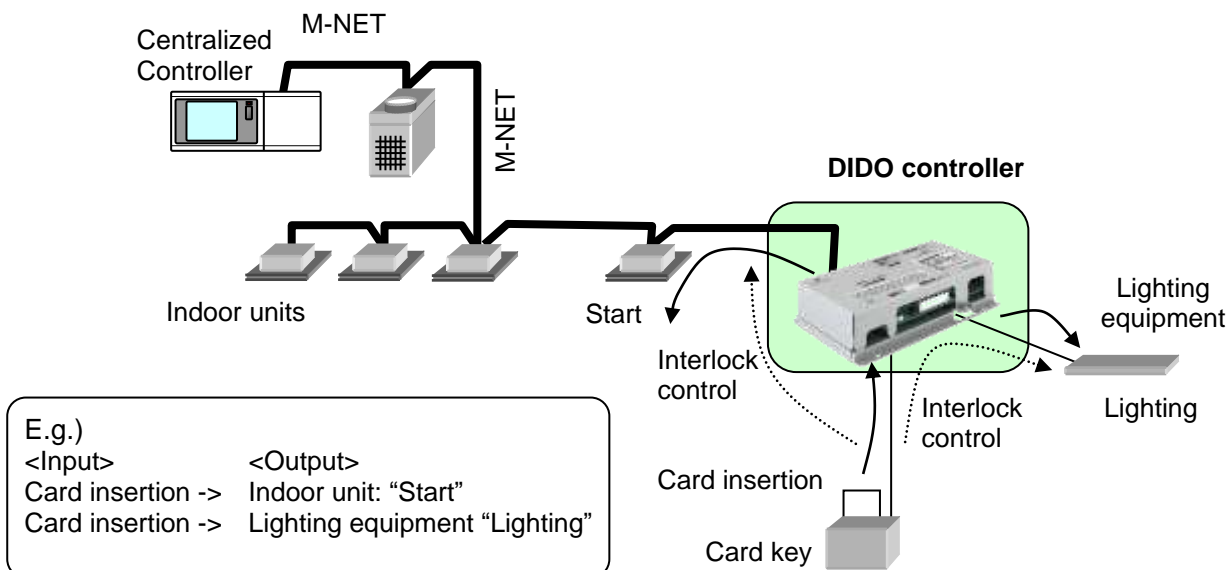 M-NET
Centralized
Controller
M-NET
DIDO controller
Indoor units
Start
Lighting
equipment
Interlock
control
Interlock
control
Lighting
E.g.)
<Input> <Output>
Card insertion -> Indoor unit: “Start”
Card insertion -> Lighting equipment “Lighting”
Card insertion
Card key